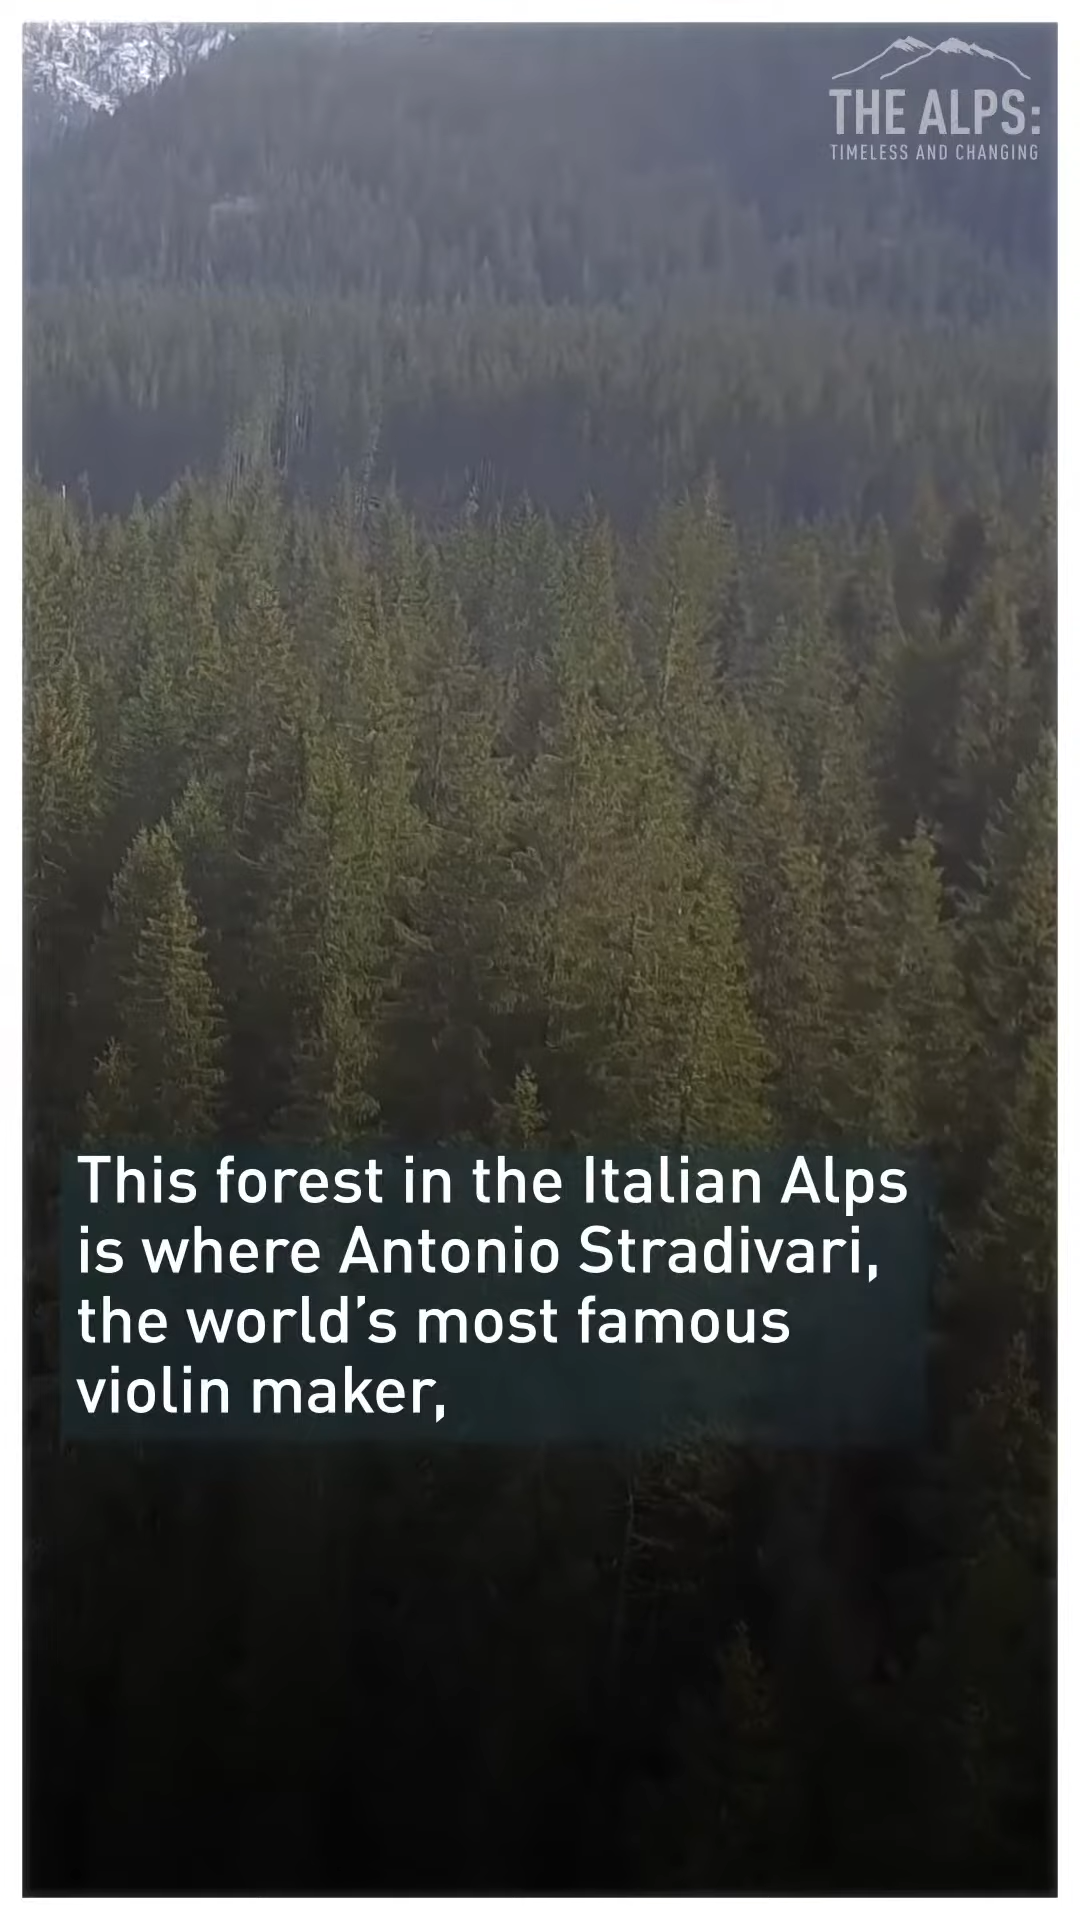 THE ALPS:
TIMELESS AND CHANGING
This forest in the Italian Alps
is where Antonio Stradivari,
the world’s most famous
violin maker,